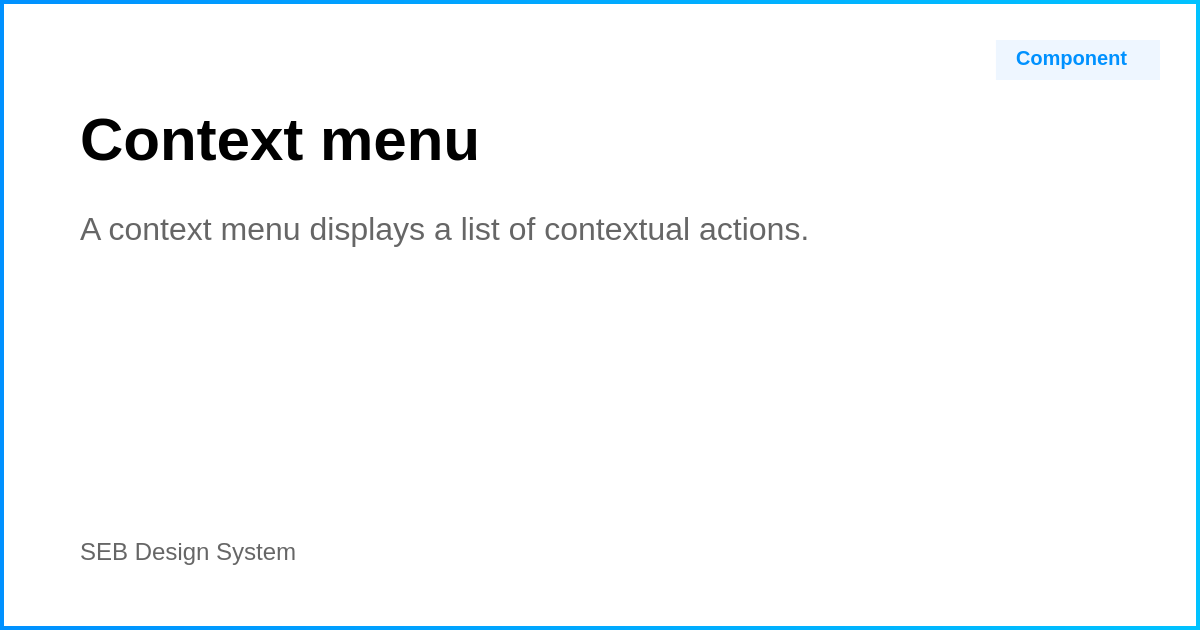 Component
Context menu
A context menu displays a list of contextual actions.
SEB Design System